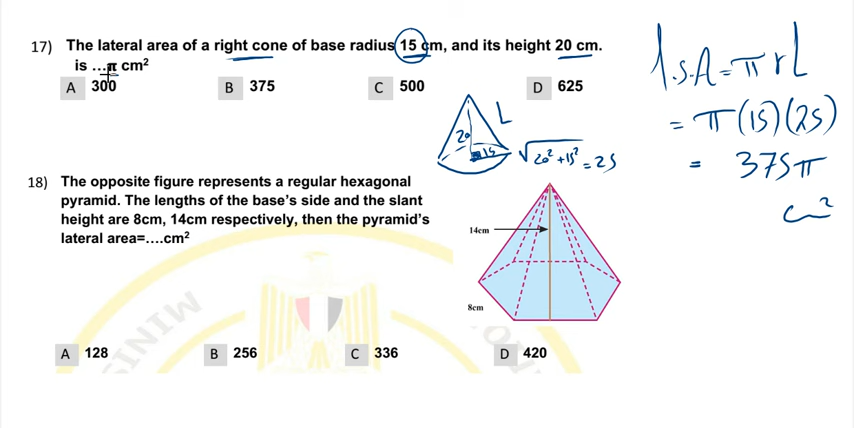 17) The lateral area of a right cone of base radius 15 cm, and its height 20 cm.
is ...π cm²
A 300 B 375 C 500 D 625
20 15 L
√20² + 15² = 25
l.s.A = π r L
= π (15) (25)
= 375π
cm²
18) The opposite figure represents a regular hexagonal
pyramid. The lengths of the base's side and the slant
height are 8cm, 14cm respectively, then the pyramid's
lateral area=....cm²
14cm
8cm
A 128 B 256 C 336 D 420
MINIS